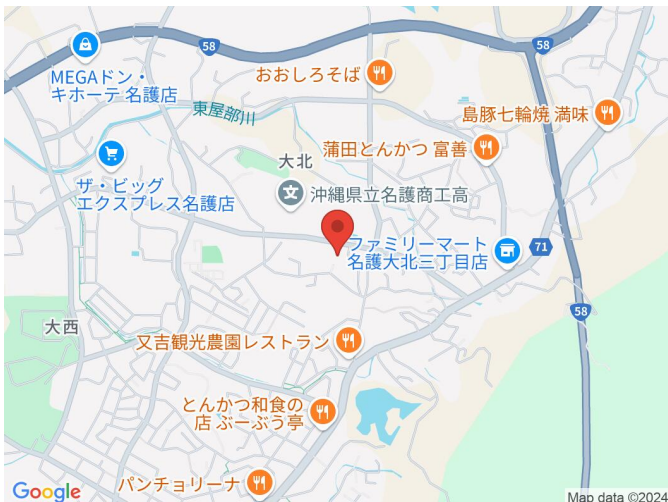 58
58
MEGAドン・
キホーテ 名護店
おおしろそば
東屋部川
島豚七輪焼 満味
蒲田とんかつ 富善
大北
ザ・ビッグ
エクスプレス名護店
文
沖縄県立名護商工高
ファミリーマート
名護大北三丁目店
71
58
大西
又吉観光農園レストラン
とんかつ和食の
店 ぶーぶう亭
パンチョリーナ
Google
Map data ©2024